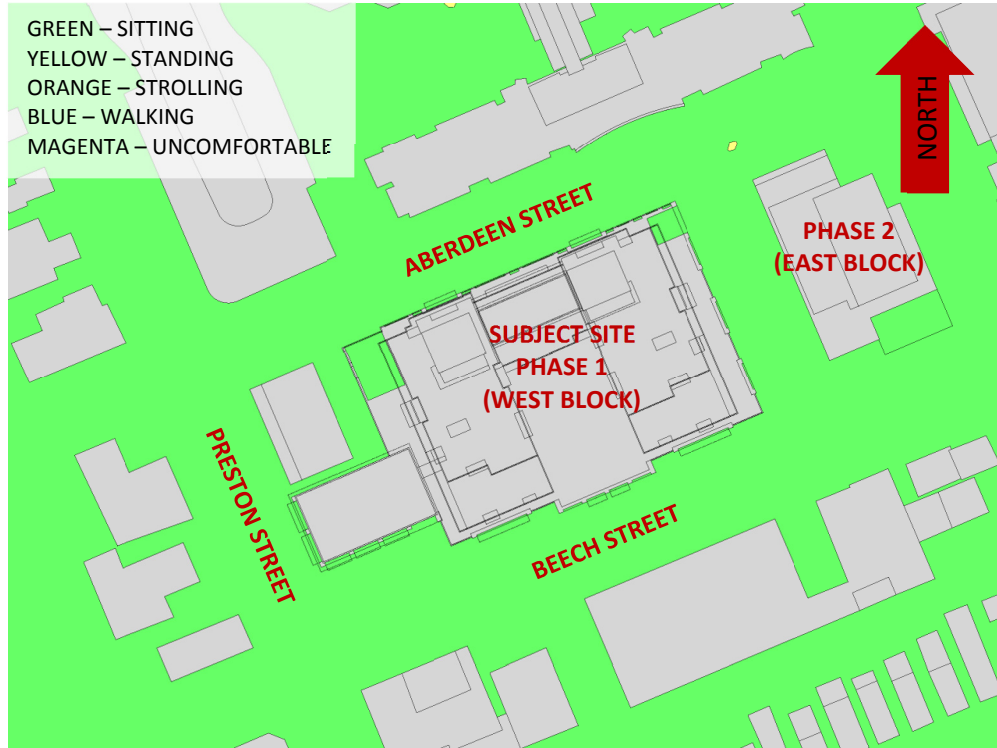 GREEN – SITTING
YELLOW – STANDING
ORANGE – STROLLING
BLUE – WALKING
MAGENTA – UNCOMFORTABLE
NORTH
ABERDEEN STREET
PHASE 2
(EAST BLOCK)
SUBJECT SITE
PHASE 1
(WEST BLOCK)
PRESTON STREET
BEECH STREET